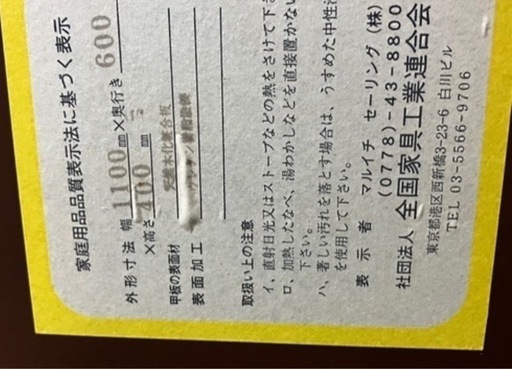 家庭用品品質表示法に基づく表示
外形寸法 幅 1100 mm×奥行き 600
×高さ 400 mm
甲板の表面材 天然木化粧合板
表面加工
取扱い上の注意
イ、直射日光又はストーブなどの熱をさけて下さ
ロ、加熱したなべ、湯わかしなどを直接置かない
下さい。
ハ、著しい汚れを落とす場合は、うすめた中性洗
を使用して下さい。
表示者 マルイチ セーリング(株)
(0778)-43-8800
社団法人 全国家具工業連合会
東京都港区西新橋3-23-6 白川ビル
TEL 03-5566-9706